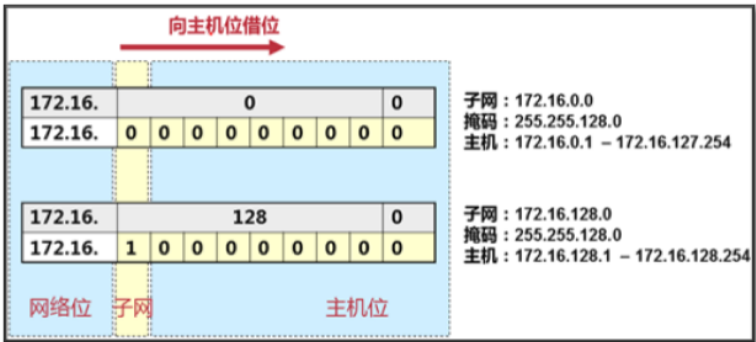 向主机位借位
172.16. 0 0
172.16. 0 0 0 0 0 0 0 0 0
子网：172.16.0.0
掩码：255.255.128.0
主机：172.16.0.1 – 172.16.127.254
172.16. 128 0
172.16. 1 0 0 0 0 0 0 0 0
子网：172.16.128.0
掩码：255.255.128.0
主机：172.16.128.1 – 172.16.128.254
网络位 子网 主机位